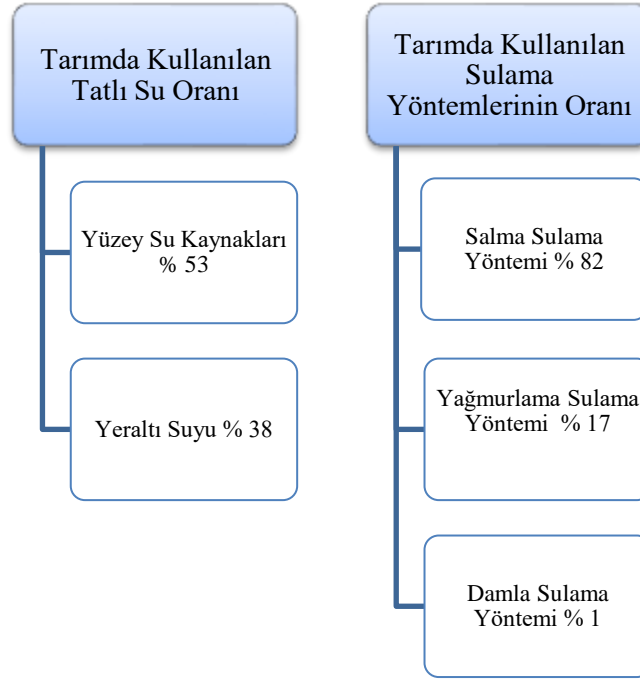 Tarımda Kullanılan
Tatlı Su Oranı
Yüzey Su Kaynakları
% 53
Yeraltı Suyu % 38
Tarımda Kullanılan
Sulama
Yöntemlerinin Oranı
Salma Sulama
Yöntemi % 82
Yağmurlama Sulama
Yöntemi % 17
Damla Sulama
Yöntemi % 1